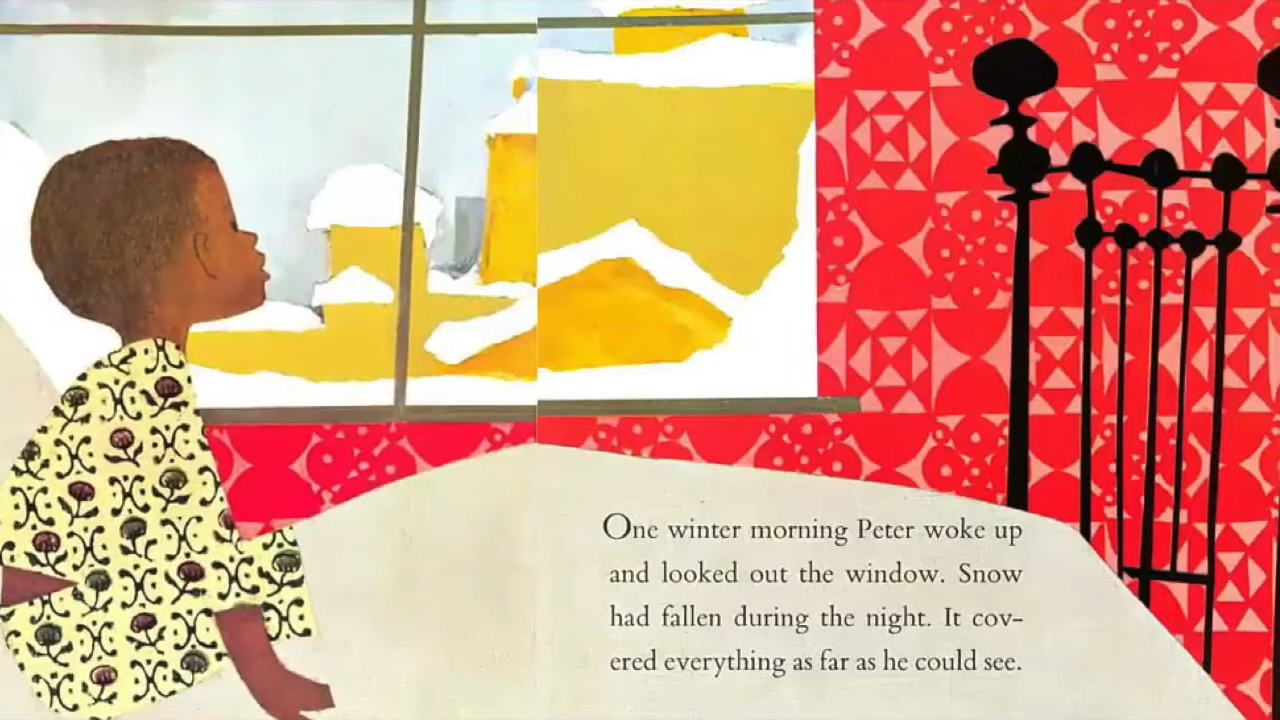 One winter morning Peter woke up
and looked out the window. Snow
had fallen during the night. It cov-
ered everything as far as he could see.